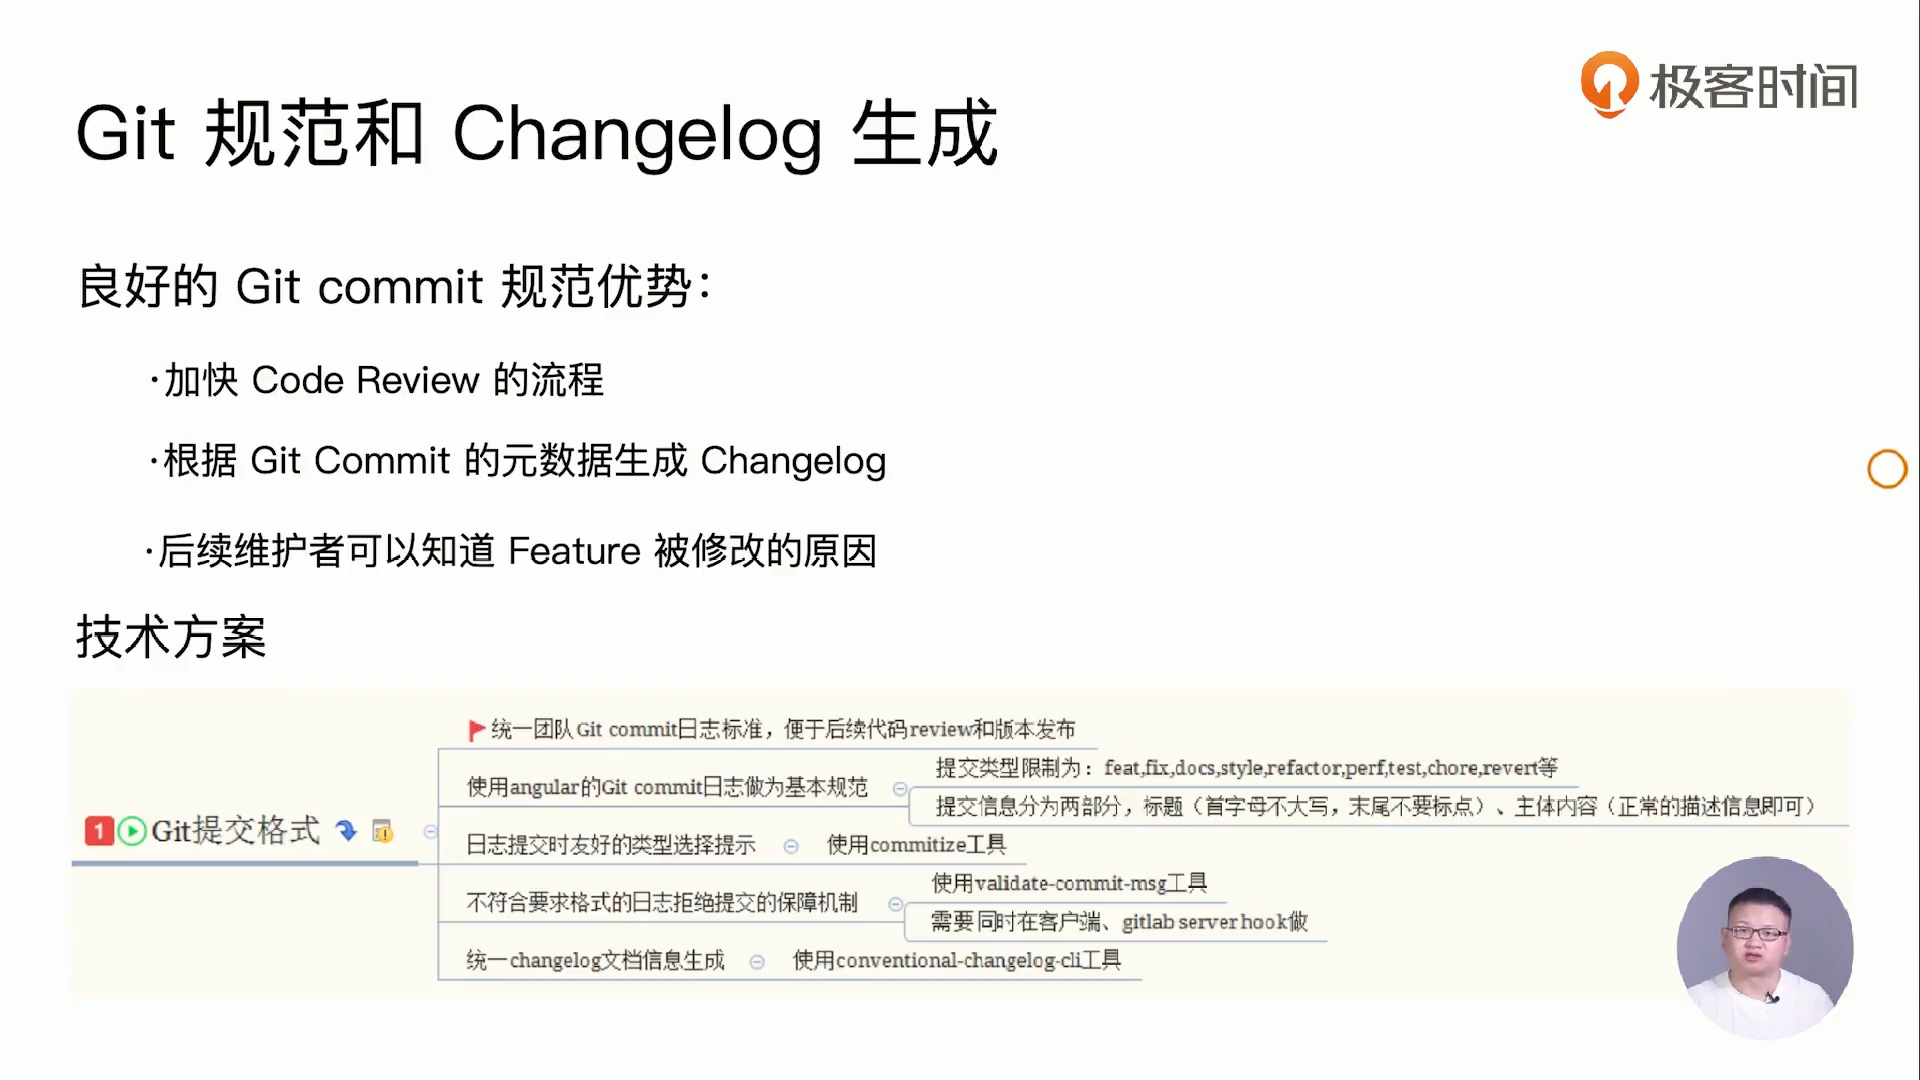 极客时间
Git 规范和 Changelog 生成
良好的 Git commit 规范优势：
·加快 Code Review 的流程
·根据 Git Commit 的元数据生成 Changelog
·后续维护者可以知道 Feature 被修改的原因
技术方案
1 Git提交格式
统一团队Git commit日志标准，便于后续代码review和版本发布
使用angular的Git commit日志做为基本规范
提交类型限制为：feat,fix,docs,style,refactor,perf,test,chore,revert等
提交信息分为两部分，标题（首字母不大写，末尾不要标点）、主体内容（正常的描述信息即可）
日志提交时友好的类型选择提示
使用commitize工具
不符合要求格式的日志拒绝提交的保障机制
使用validate-commit-msg工具
需要同时在客户端、gitlab server hook做
统一changelog文档信息生成
使用conventional-changelog-cli工具